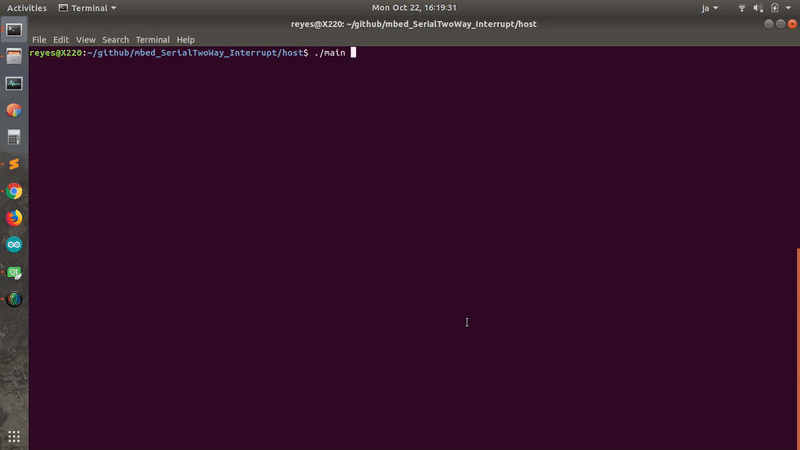 Activities Terminal Mon Oct 22, 16:19:31 ja
reyes@X220: ~/github/mbed_SerialTwoWay_Interrupt/host
File Edit View Search Terminal Help
reyes@X220:~/github/mbed_SerialTwoWay_Interrupt/host$ ./main